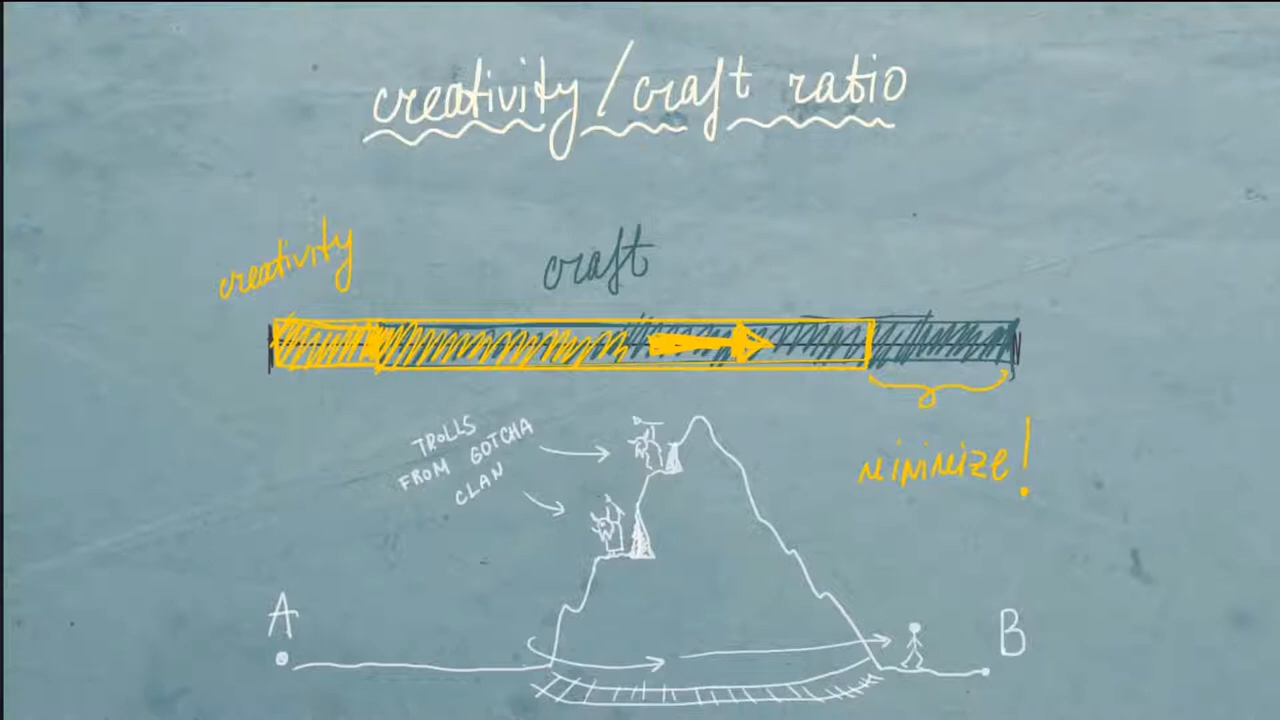 creativity/craft ratio
creativity
craft
minimize!
TROLLS
FROM GOTCHA
CLAN
A
B